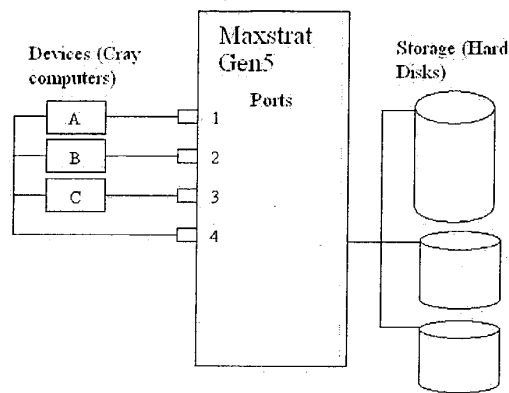 Devices (Cray
computers)
Maxstrat
Gen5
Ports
Storage (Hard
Disks)
A
1
B
2
C
3
4